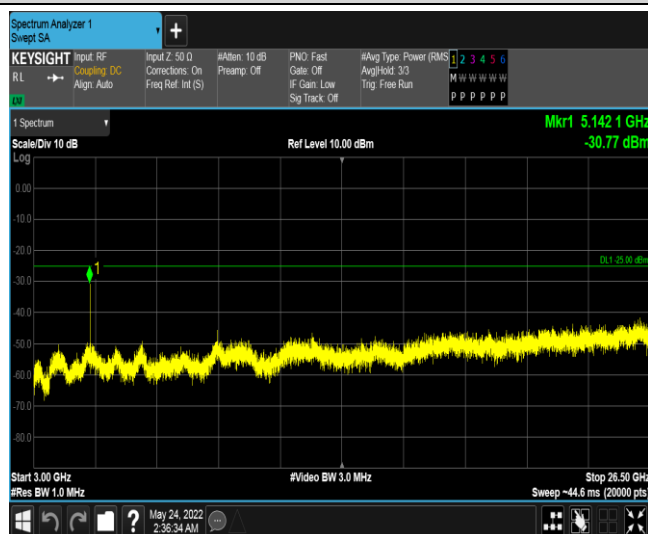 Spectrum Analyzer 1
Swept SA
+
KEYSIGHT
RL
LXI
Input: RF
Coupling: DC
Align: Auto
Input Z: 50 Ω
Corrections: On
Freq Ref: Int (S)
#Atten: 10 dB
Preamp: Off
PNO: Fast
Gate: Off
IF Gain: Low
Sig Track: Off
#Avg Type: Power (RMS
Avg|Hold: 3/3
Trig: Free Run
1 2 3 4 5 6
M W W W W W
P P P P P P
1 Spectrum
Mkr1 5.142 1 GHz
-30.77 dBm
Scale/Div 10 dB
Ref Level 10.00 dBm
Log
0.00
-10.0
-20.0
DL1 -25.00 dBm
1
-30.0
-40.0
-50.0
-60.0
-70.0
-80.0
Start 3.00 GHz
#Video BW 3.0 MHz
Stop 26.50 GHz
#Res BW 1.0 MHz
Sweep ~44.6 ms (20000 pts)
?
May 24, 2022
2:36:34 AM